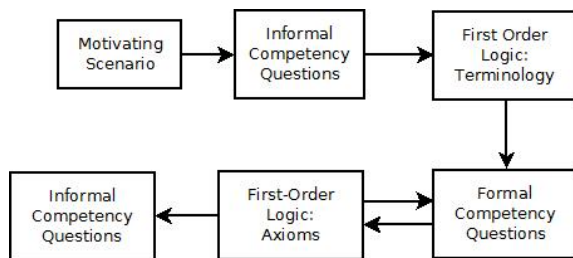 Motivating
Scenario
Informal
Competency
Questions
First Order
Logic:
Terminology
Informal
Competency
Questions
First-Order
Logic:
Axioms
Formal
Competency
Questions